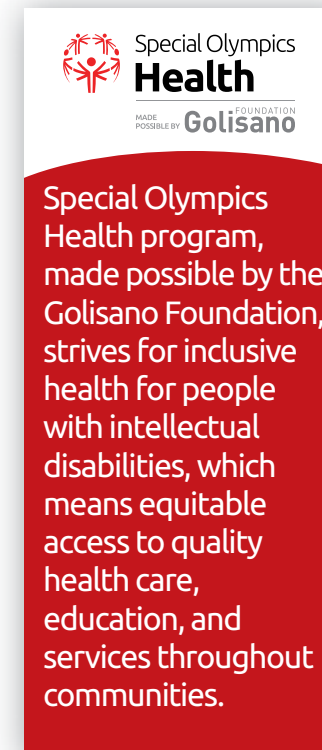 Special Olympics
Health
MADE
POSSIBLE BY
FOUNDATION
Golisano
Special Olympics
Health program,
made possible by the
Golisano Foundation,
strives for inclusive
health for people
with intellectual
disabilities, which
means equitable
access to quality
health care,
education, and
services throughout
communities.